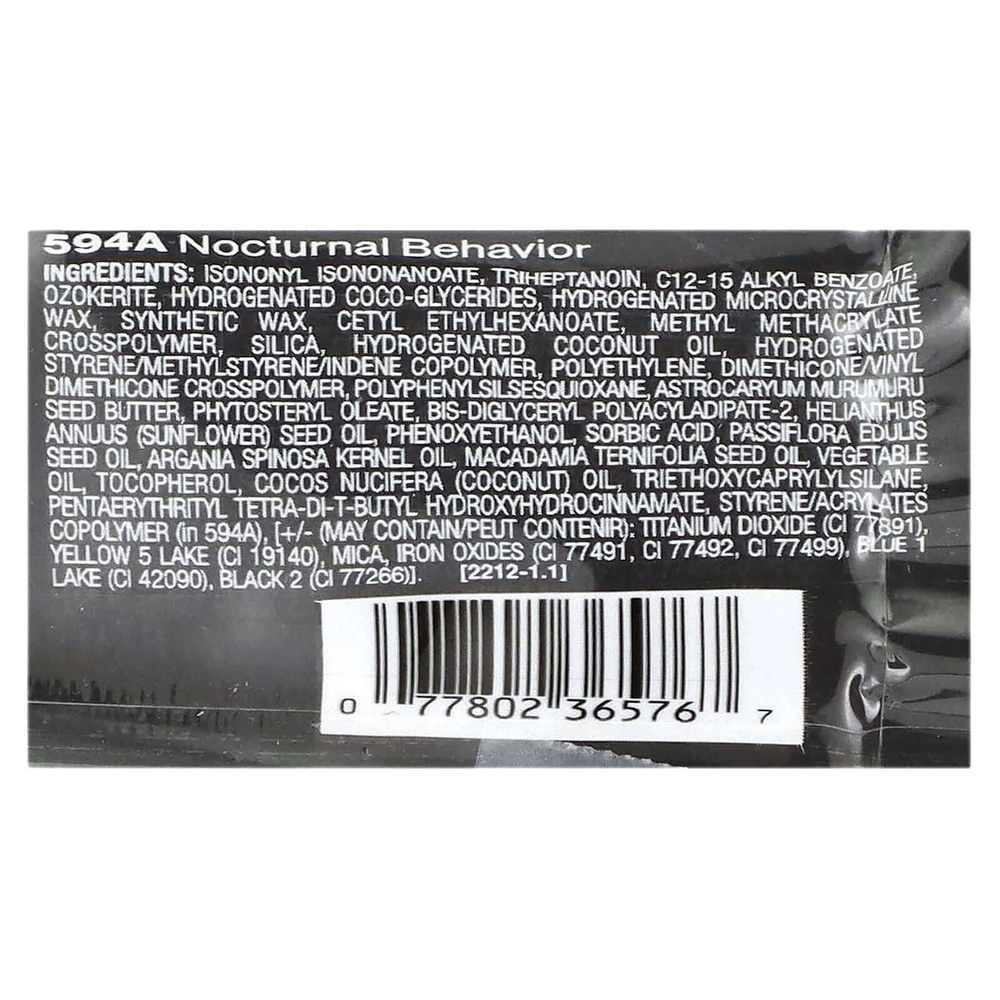 594A Nocturnal Behavior
INGREDIENTS: ISONONYL ISONONANOATE, TRIHEPTANOIN, C12-15 ALKYL BENZOATE,
OZOKERITE, HYDROGENATED COCO-GLYCERIDES, HYDROGENATED MICROCRYSTALLINE
WAX, SYNTHETIC WAX, CETYL ETHYLHEXANOATE, METHYL METHACRYLATE
CROSSPOLYMER, SILICA, HYDROGENATED COCONUT OIL, HYDROGENATED
STYRENE/METHYLSTYRENE/INDENE COPOLYMER, POLYETHYLENE, DIMETHICONE/VINYL
DIMETHICONE CROSSPOLYMER, POLYPHENYLSILSESQUIOXANE, ASTROCARYUM MURUMURU
SEED BUTTER, PHYTOSTERYL OLEATE, BIS-DIGLYCERYL POLYACYLADIPATE-2, HELIANTHUS
ANNUUS (SUNFLOWER) SEED OIL, PHENOXYETHANOL, SORBIC ACID, PASSIFLORA EDULIS
SEED OIL, ARGANIA SPINOSA KERNEL OIL, MACADAMIA TERNIFOLIA SEED OIL, VEGETABLE
OIL, TOCOPHEROL, COCOS NUCIFERA (COCONUT) OIL, TRIETHOXYCAPRYLYLSILANE,
PENTAERYTHRITYL TETRA-DI-T-BUTYL HYDROXYHYDROCINNAMATE, STYRENE/ACRYLATES
COPOLYMER (in 594A), [+/- (MAY CONTAIN/PEUT CONTENIR): TITANIUM DIOXIDE (CI 77891),
YELLOW 5 LAKE (CI 19140), MICA, IRON OXIDES (CI 77491, CI 77492, CI 77499), BLUE 1
LAKE (CI 42090), BLACK 2 (CI 77266)]. [2212-1.1]
0 77802 36576 7